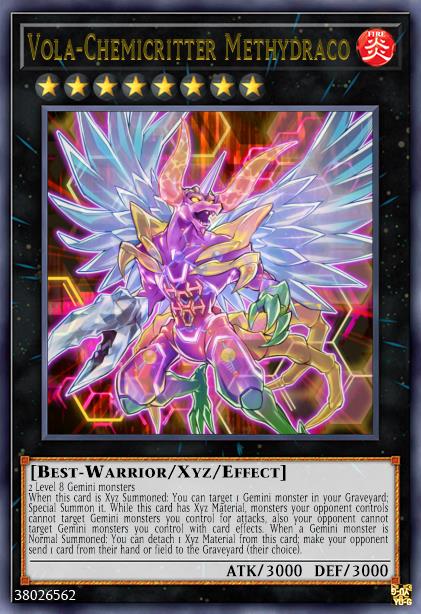 VOLA-CHEMICRITTER METHYDRACO
FIRE
炎
[BEST-WARRIOR/XYZ/EFFECT]
2 Level 8 Gemini monsters
When this card is Xyz Summoned: You can target 1 Gemini monster in your Graveyard;
Special Summon it. While this card has Xyz Material, monsters your opponent controls
cannot target Gemini monsters you control for attacks, also your opponent cannot
target Gemini monsters you control with card effects. When a Gemini monster is
Normal Summoned: You can detach 1 Xyz Material from this card; make your opponent
send 1 card from their hand or field to the Graveyard (their choice).
ATK/3000 DEF/3000
38026562